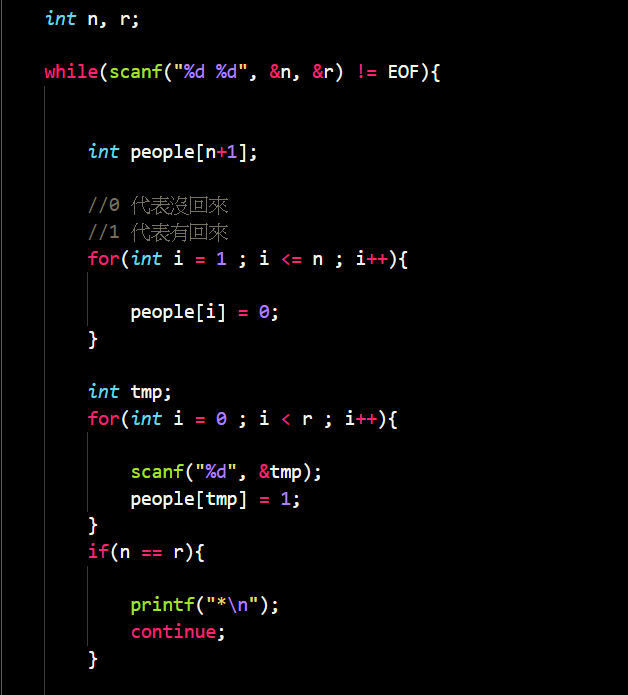 int n, r;
while(scanf("%d %d", &n, &r) != EOF){
int people[n+1];
//0 代表沒回來
//1 代表有回來
for(int i = 1 ; i <= n ; i++){
people[i] = 0;
}
int tmp;
for(int i = 0 ; i < r ; i++){
scanf("%d", &tmp);
people[tmp] = 1;
}
if(n == r){
printf("*\n");
continue;
}